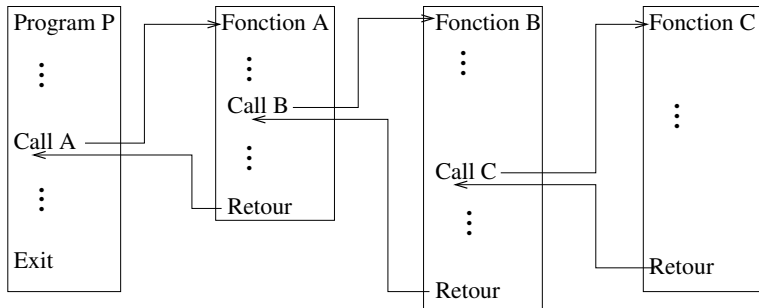 Program P
Call A
Exit
Fonction A
Call B
Retour
Fonction B
Call C
Retour
Fonction C
Retour